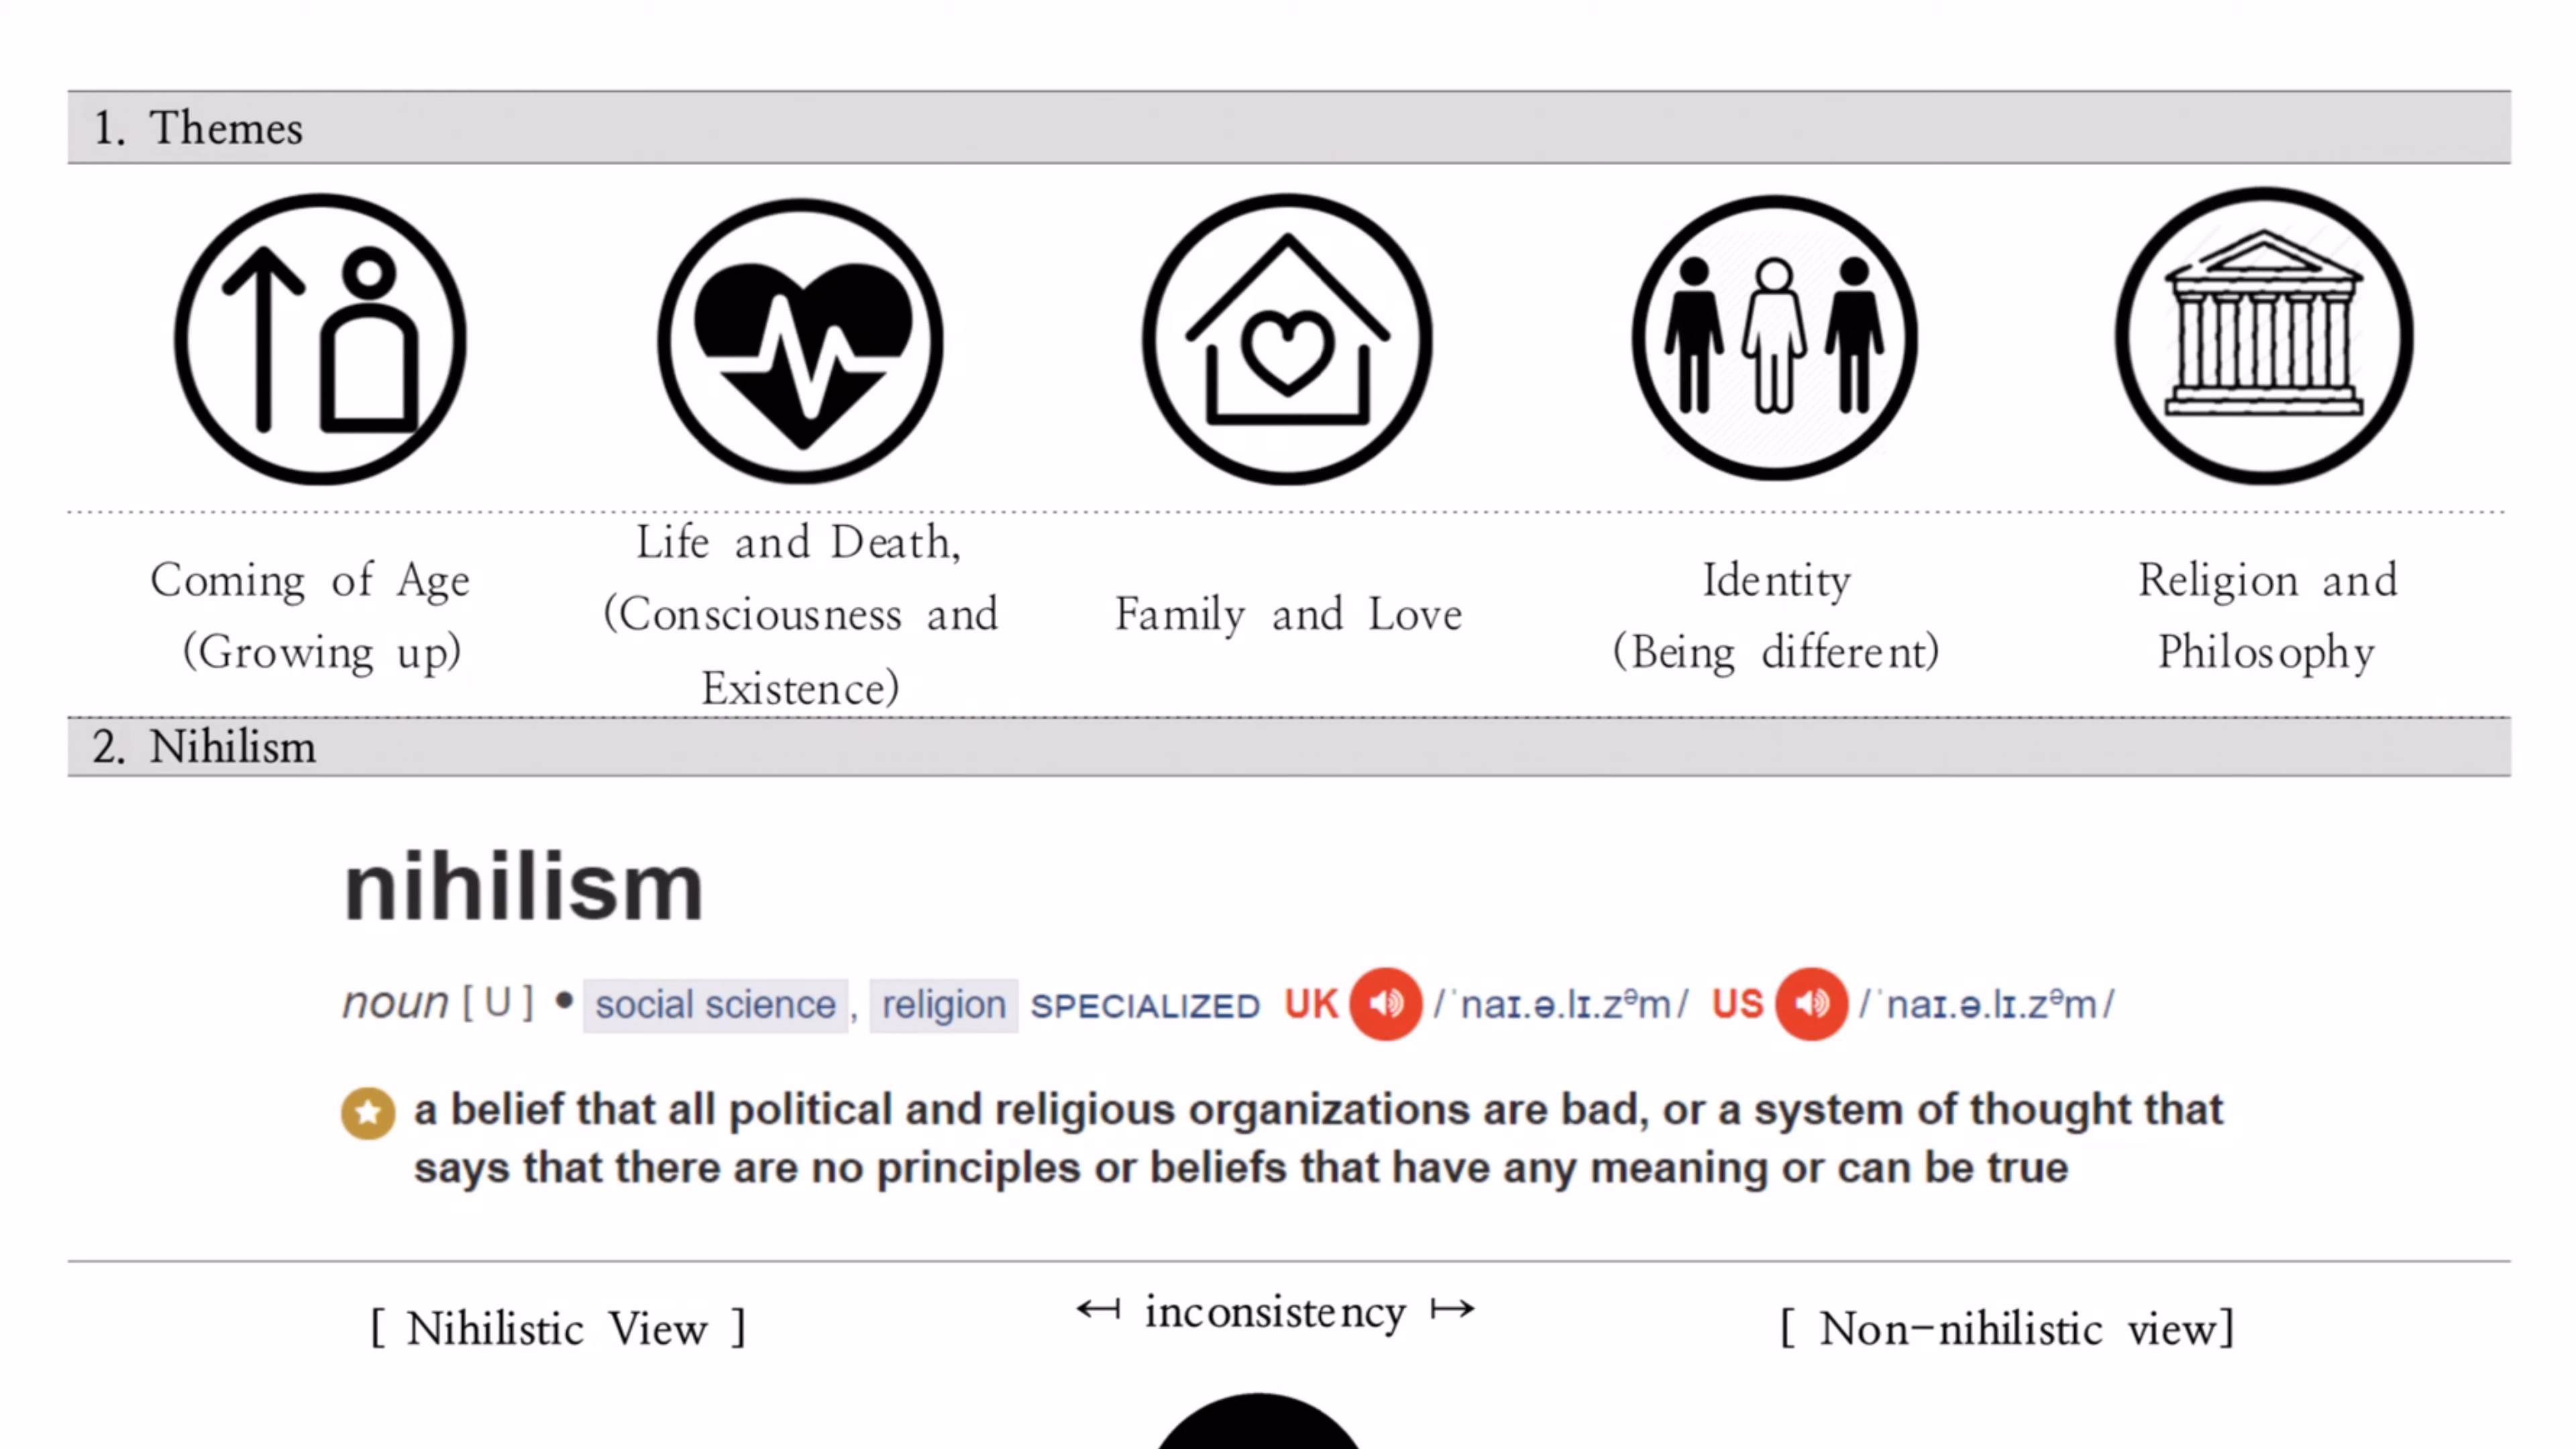 1. Themes
Coming of Age
(Growing up)
Life and Death,
(Consciousness and
Existence)
Family and Love
Identity
(Being different)
Religion and
Philosophy
2. Nihilism
nihilism
noun [ U ] • social science, religion SPECIALIZED UK /ˈnaɪ.ə.lɪ.zᵊm/ US /ˈnaɪ.ə.lɪ.zᵊm/
a belief that all political and religious organizations are bad, or a system of thought that
says that there are no principles or beliefs that have any meaning or can be true
[ Nihilistic View ] ↤ inconsistency ↦ [ Non-nihilistic view]